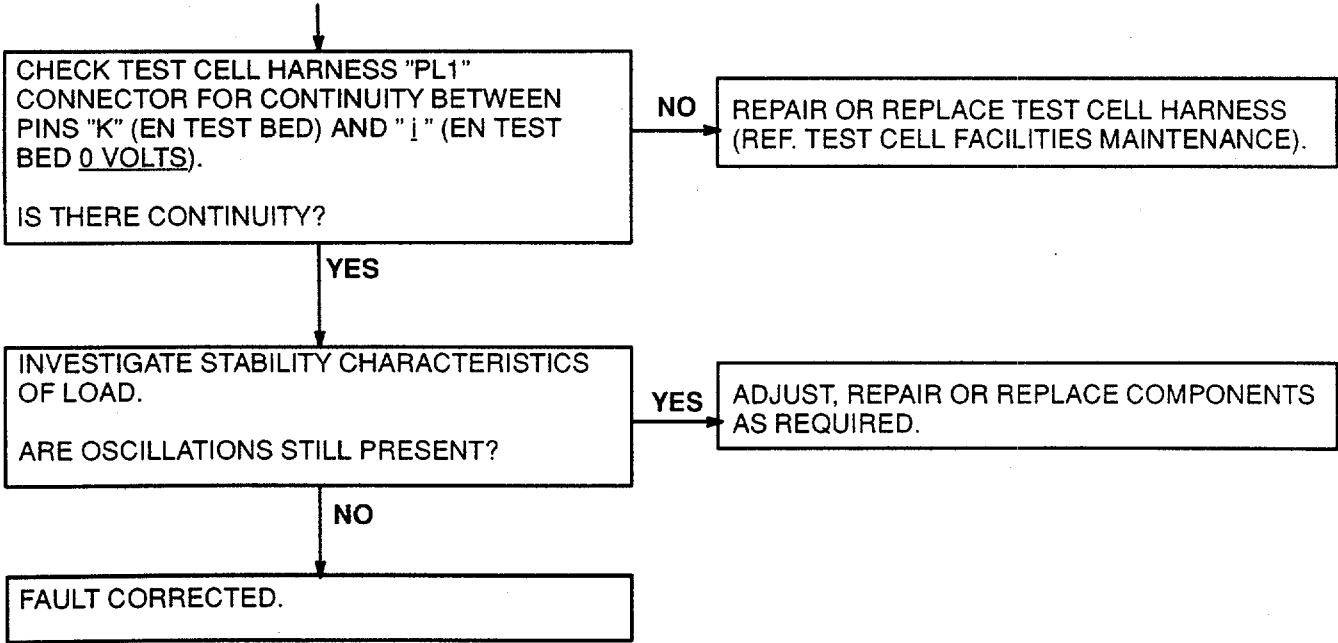 CHECK TEST CELL HARNESS "PL1"
CONNECTOR FOR CONTINUITY BETWEEN
PINS "K" (EN TEST BED) AND " i " (EN TEST
BED 0 VOLTS).
IS THERE CONTINUITY?
NO
REPAIR OR REPLACE TEST CELL HARNESS
(REF. TEST CELL FACILITIES MAINTENANCE).
YES
INVESTIGATE STABILITY CHARACTERISTICS
OF LOAD.
ARE OSCILLATIONS STILL PRESENT?
YES
ADJUST, REPAIR OR REPLACE COMPONENTS
AS REQUIRED.
NO
FAULT CORRECTED.